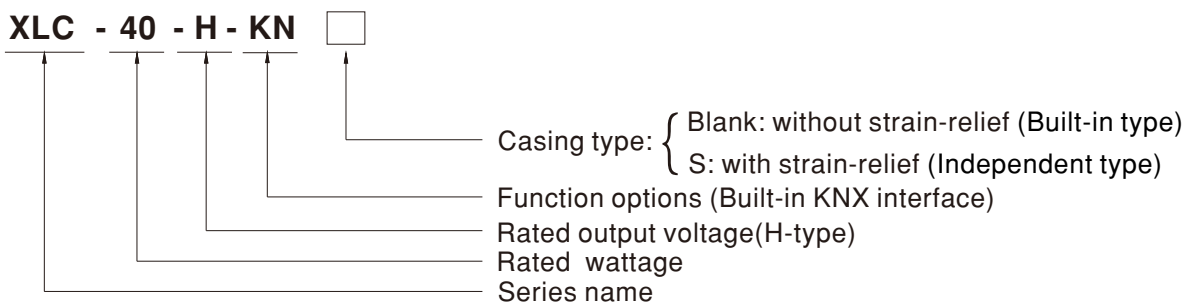 XLC - 40 - H - KN
Casing type: { Blank: without strain-relief (Built-in type)
S: with strain-relief (Independent type)
Function options (Built-in KNX interface)
Rated output voltage(H-type)
Rated wattage
Series name